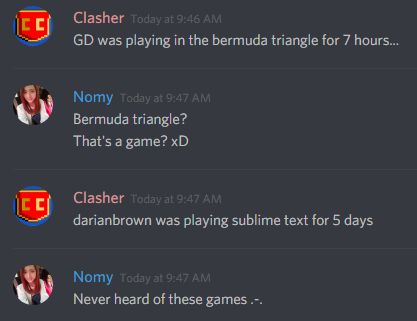 Clasher Today at 9:46 AM
GD was playing in the bermuda triangle for 7 hours...
Nomy Today at 9:47 AM
Bermuda triangle?
That's a game? xD
Clasher Today at 9:47 AM
darianbrown was playing sublime text for 5 days
Nomy Today at 9:47 AM
Never heard of these games .-.